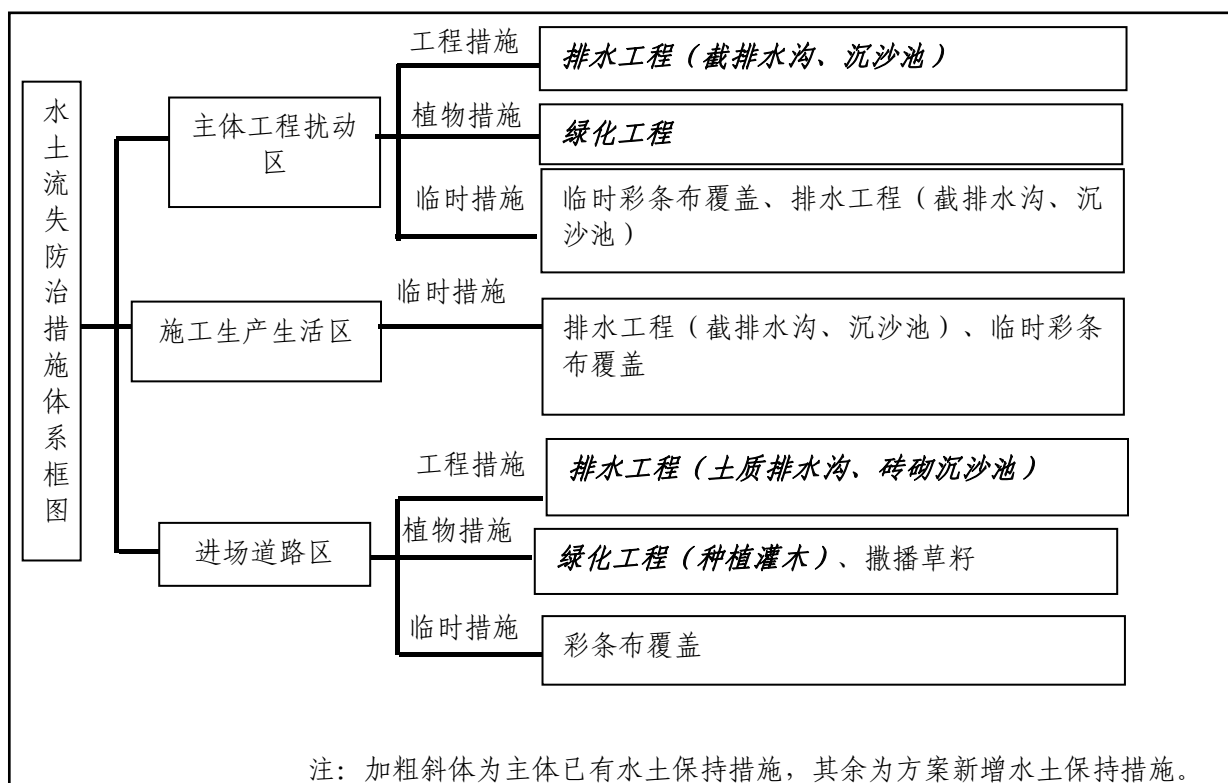 水土流失防治措施体系框图
主体工程扰动
区
工程措施
排水工程（截排水沟、沉沙池）
植物措施
绿化工程
临时措施
临时彩条布覆盖、排水工程（截排水沟、沉
沙池）
施工生产生活区
临时措施
排水工程（截排水沟、沉沙池）、临时彩条
布覆盖
进场道路区
工程措施
排水工程（土质排水沟、砖砌沉沙池）
植物措施
绿化工程（种植灌木）、撒播草籽
临时措施
彩条布覆盖
注：加粗斜体为主体已有水土保持措施，其余为方案新增水土保持措施。